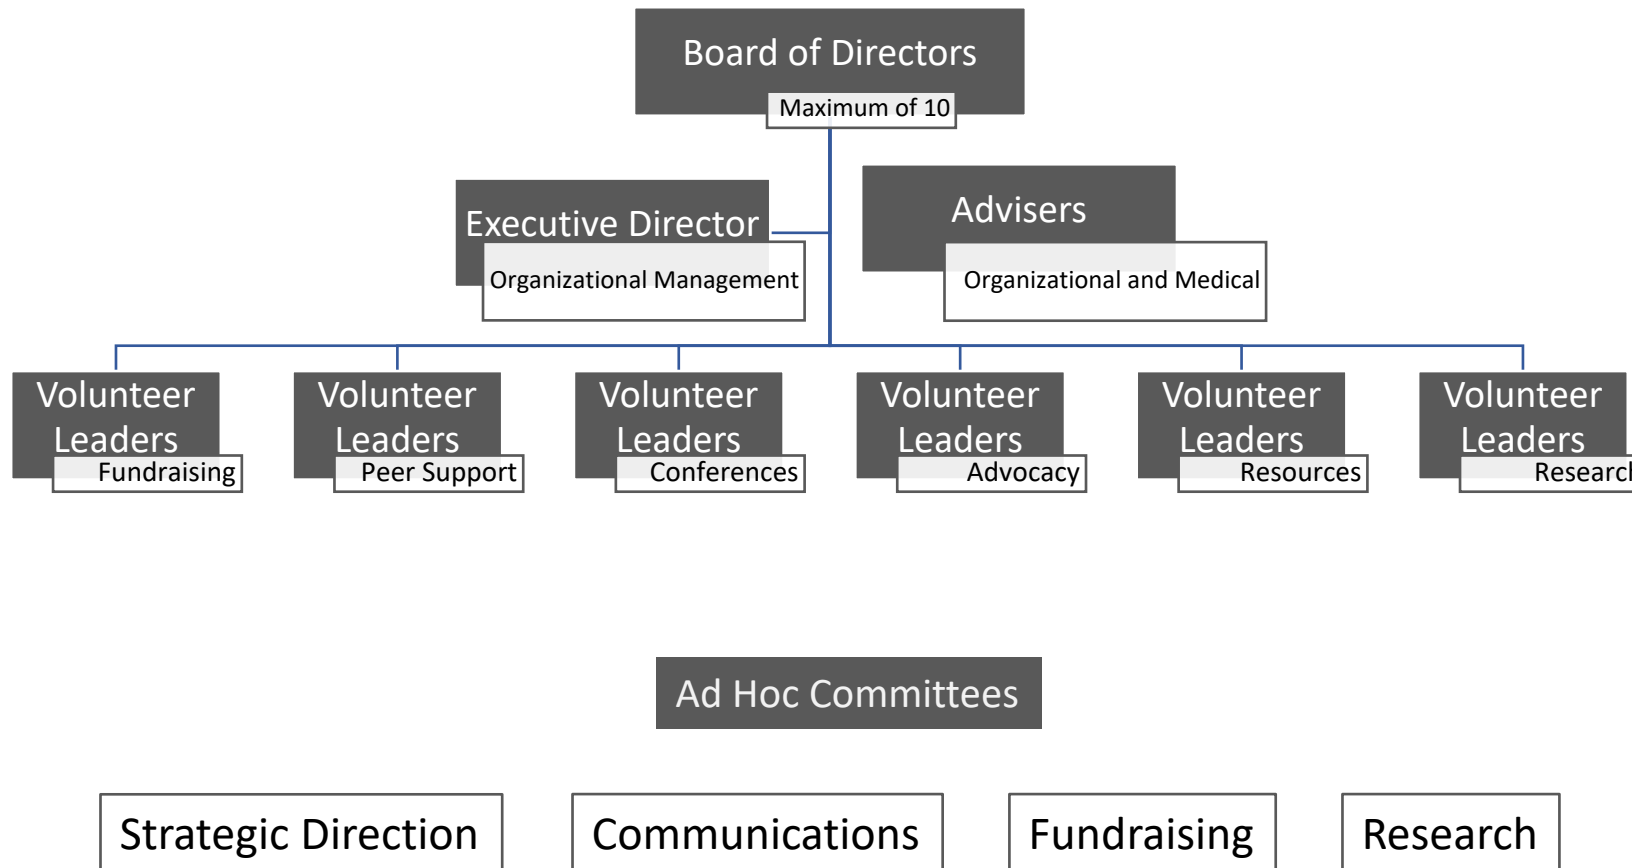 Board of Directors
Maximum of 10
Executive Director
Organizational Management
Advisers
Organizational and Medical
Volunteer
Leaders
Fundraising
Volunteer
Leaders
Peer Support
Volunteer
Leaders
Conferences
Volunteer
Leaders
Advocacy
Volunteer
Leaders
Resources
Volunteer
Leaders
Research
Ad Hoc Committees
Strategic Direction
Communications
Fundraising
Research